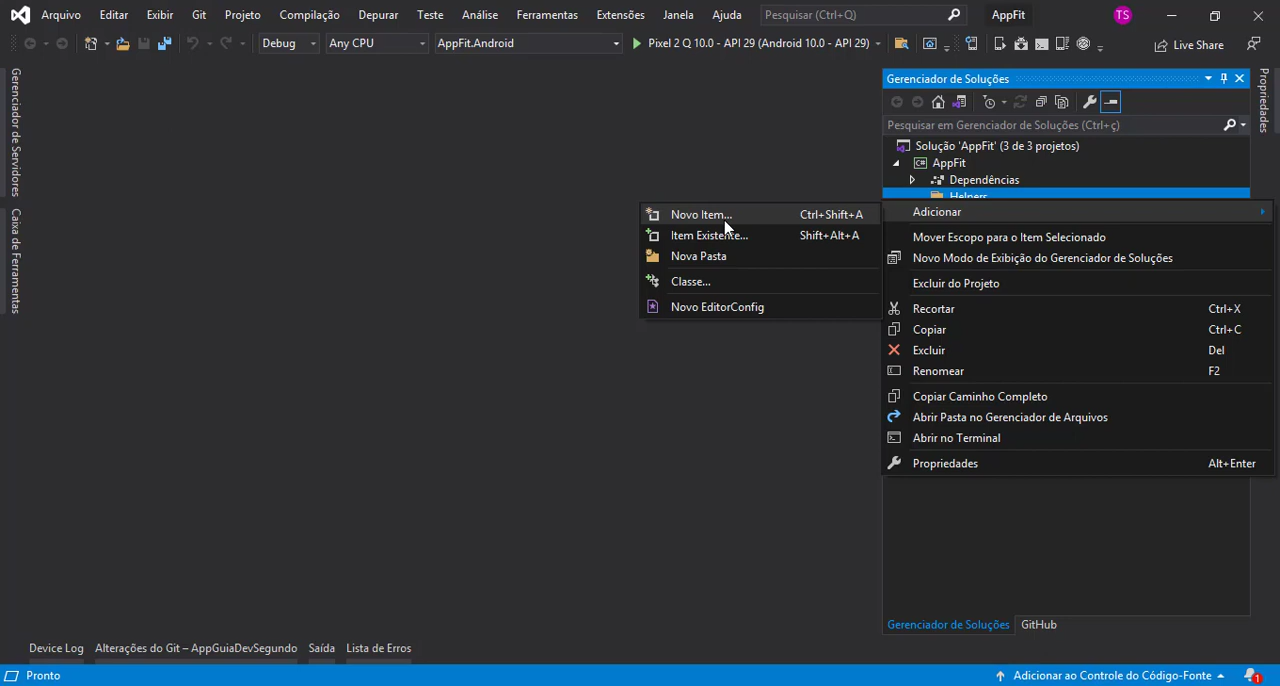 Arquivo Editar Exibir Git Projeto Compilação Depurar Teste Análise Ferramentas Extensões Janela Ajuda Pesquisar (Ctrl+Q) AppFit TS
Debug Any CPU AppFit.Android Pixel 2 Q 10.0 - API 29 (Android 10.0 - API 29) Live Share
Gerenciador de Servidores
Caixa de Ferramentas
Gerenciador de Soluções
Propriedades
Pesquisar em Gerenciador de Soluções (Ctrl+ç)
Solução 'AppFit' (3 de 3 projetos)
AppFit
Dependências
Helpers
Novo Item... Ctrl+Shift+A
Item Existente... Shift+Alt+A
Nova Pasta
Classe...
Novo EditorConfig
Adicionar
Mover Escopo para o Item Selecionado
Novo Modo de Exibição do Gerenciador de Soluções
Excluir do Projeto
Recortar Ctrl+X
Copiar Ctrl+C
Excluir Del
Renomear F2
Copiar Caminho Completo
Abrir Pasta no Gerenciador de Arquivos
Abrir no Terminal
Propriedades Alt+Enter
Gerenciador de Soluções GitHub
Device Log Alterações do Git – AppGuiaDevSegundo Saída Lista de Erros
Pronto Adicionar ao Controle do Código-Fonte 1